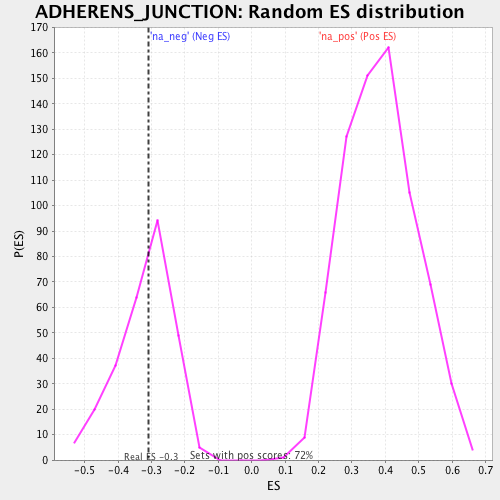 ADHERENS_JUNCTION: Random ES distribution
'na_neg' (Neg ES)
'na_pos' (Pos ES)
170
160
150
140
130
120
110
100
90
80
70
60
50
40
30
20
10
0
P(ES)
Real ES -0.3
Sets with pos scores: 72%
-0.5 -0.4 -0.3 -0.2 -0.1 0.0 0.1 0.2 0.3 0.4 0.5 0.6 0.7
ES